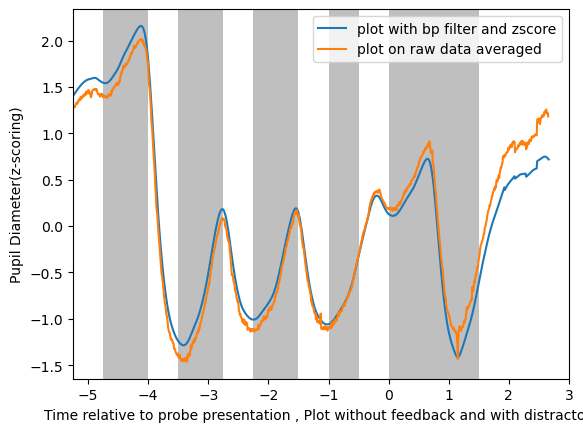 plot with bp filter and zscore
plot on raw data averaged
Pupil Diameter(z-scoring)
2.0
1.5
1.0
0.5
0.0
−0.5
−1.0
−1.5
−5 −4 −3 −2 −1 0 1 2 3
Time relative to probe presentation , Plot without feedback and with distracto